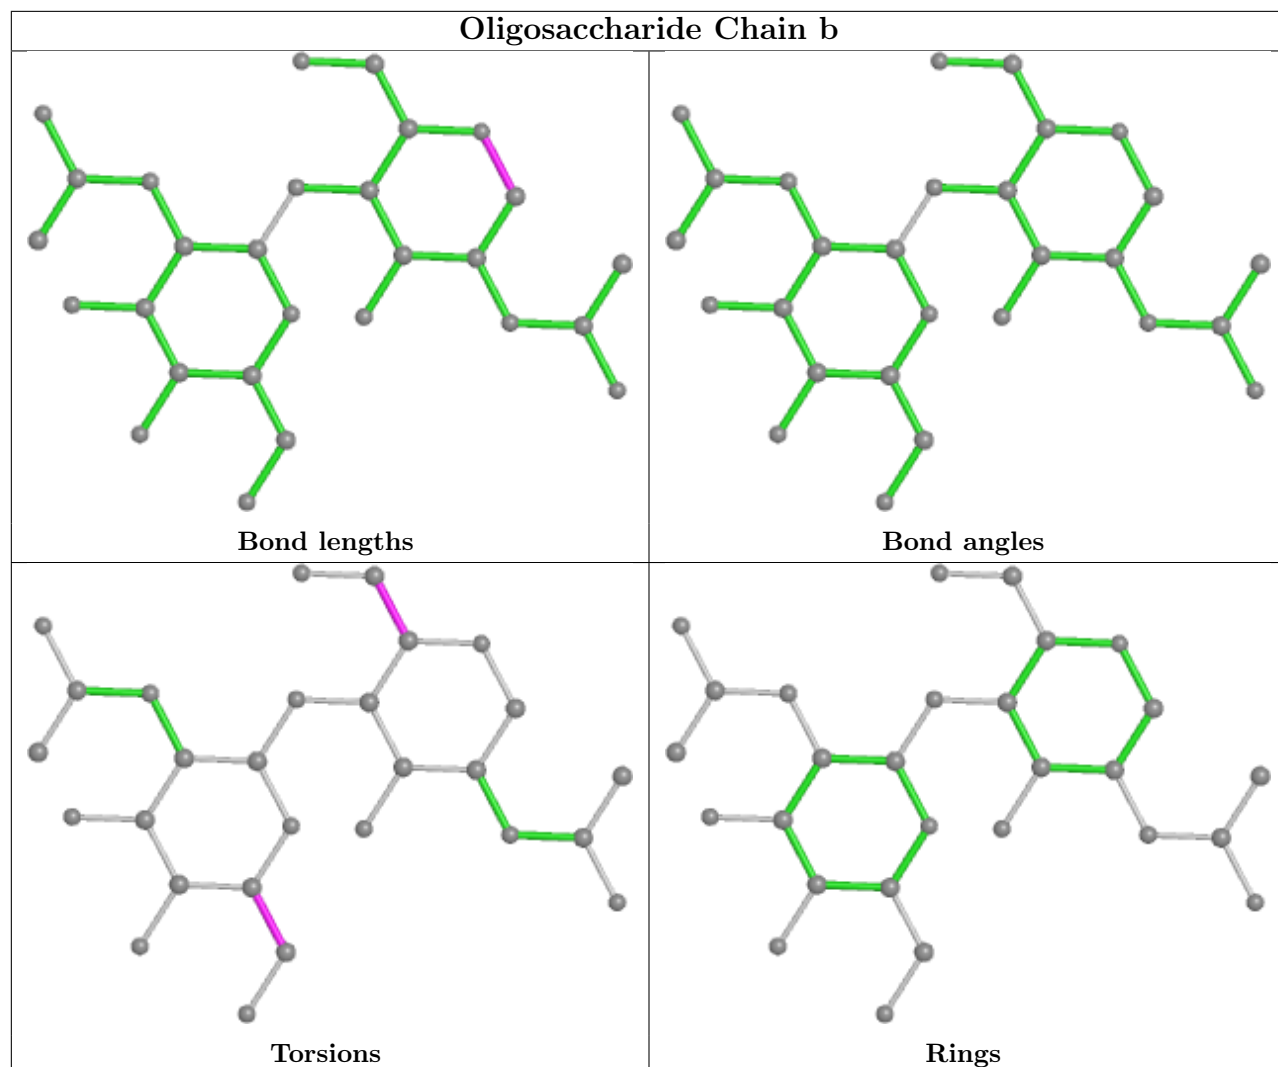 Oligosaccharide Chain b
Bond lengths
Bond angles
Torsions
Rings